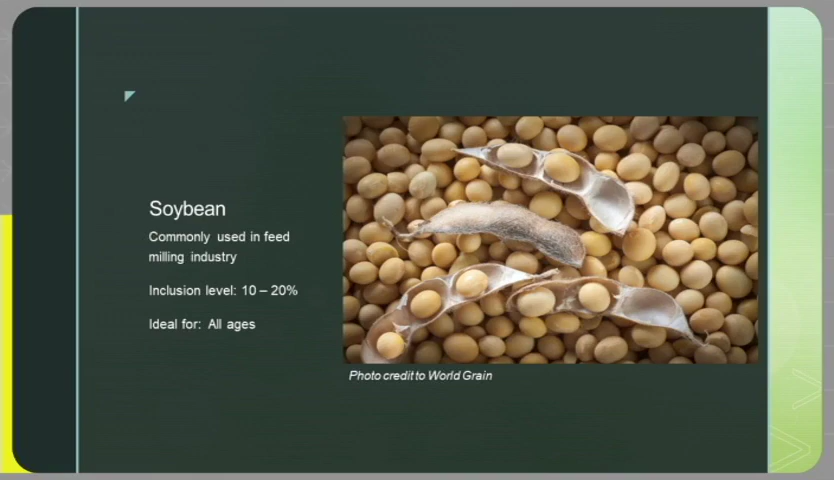 Soybean
Commonly used in feed
milling industry
Inclusion level: 10 – 20%
Ideal for: All ages
Photo credit to World Grain